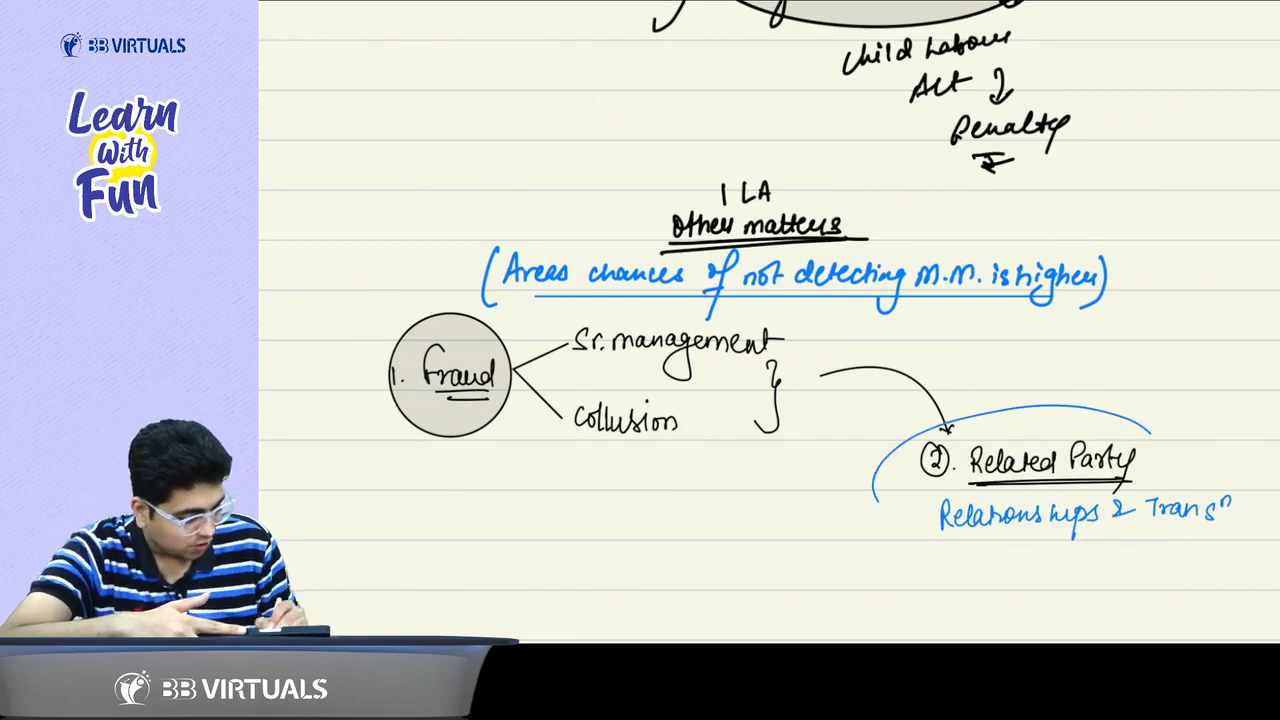 BB VIRTUALS
Learn
With
Fun
Child Labour
Act
Penalty
ILA
Other matters
(Areas chances of not detecting M.M. is higher)
1. Fraud
Sr. management
Collusion
2. Related Party
Relationships & Transⁿ
BB VIRTUALS